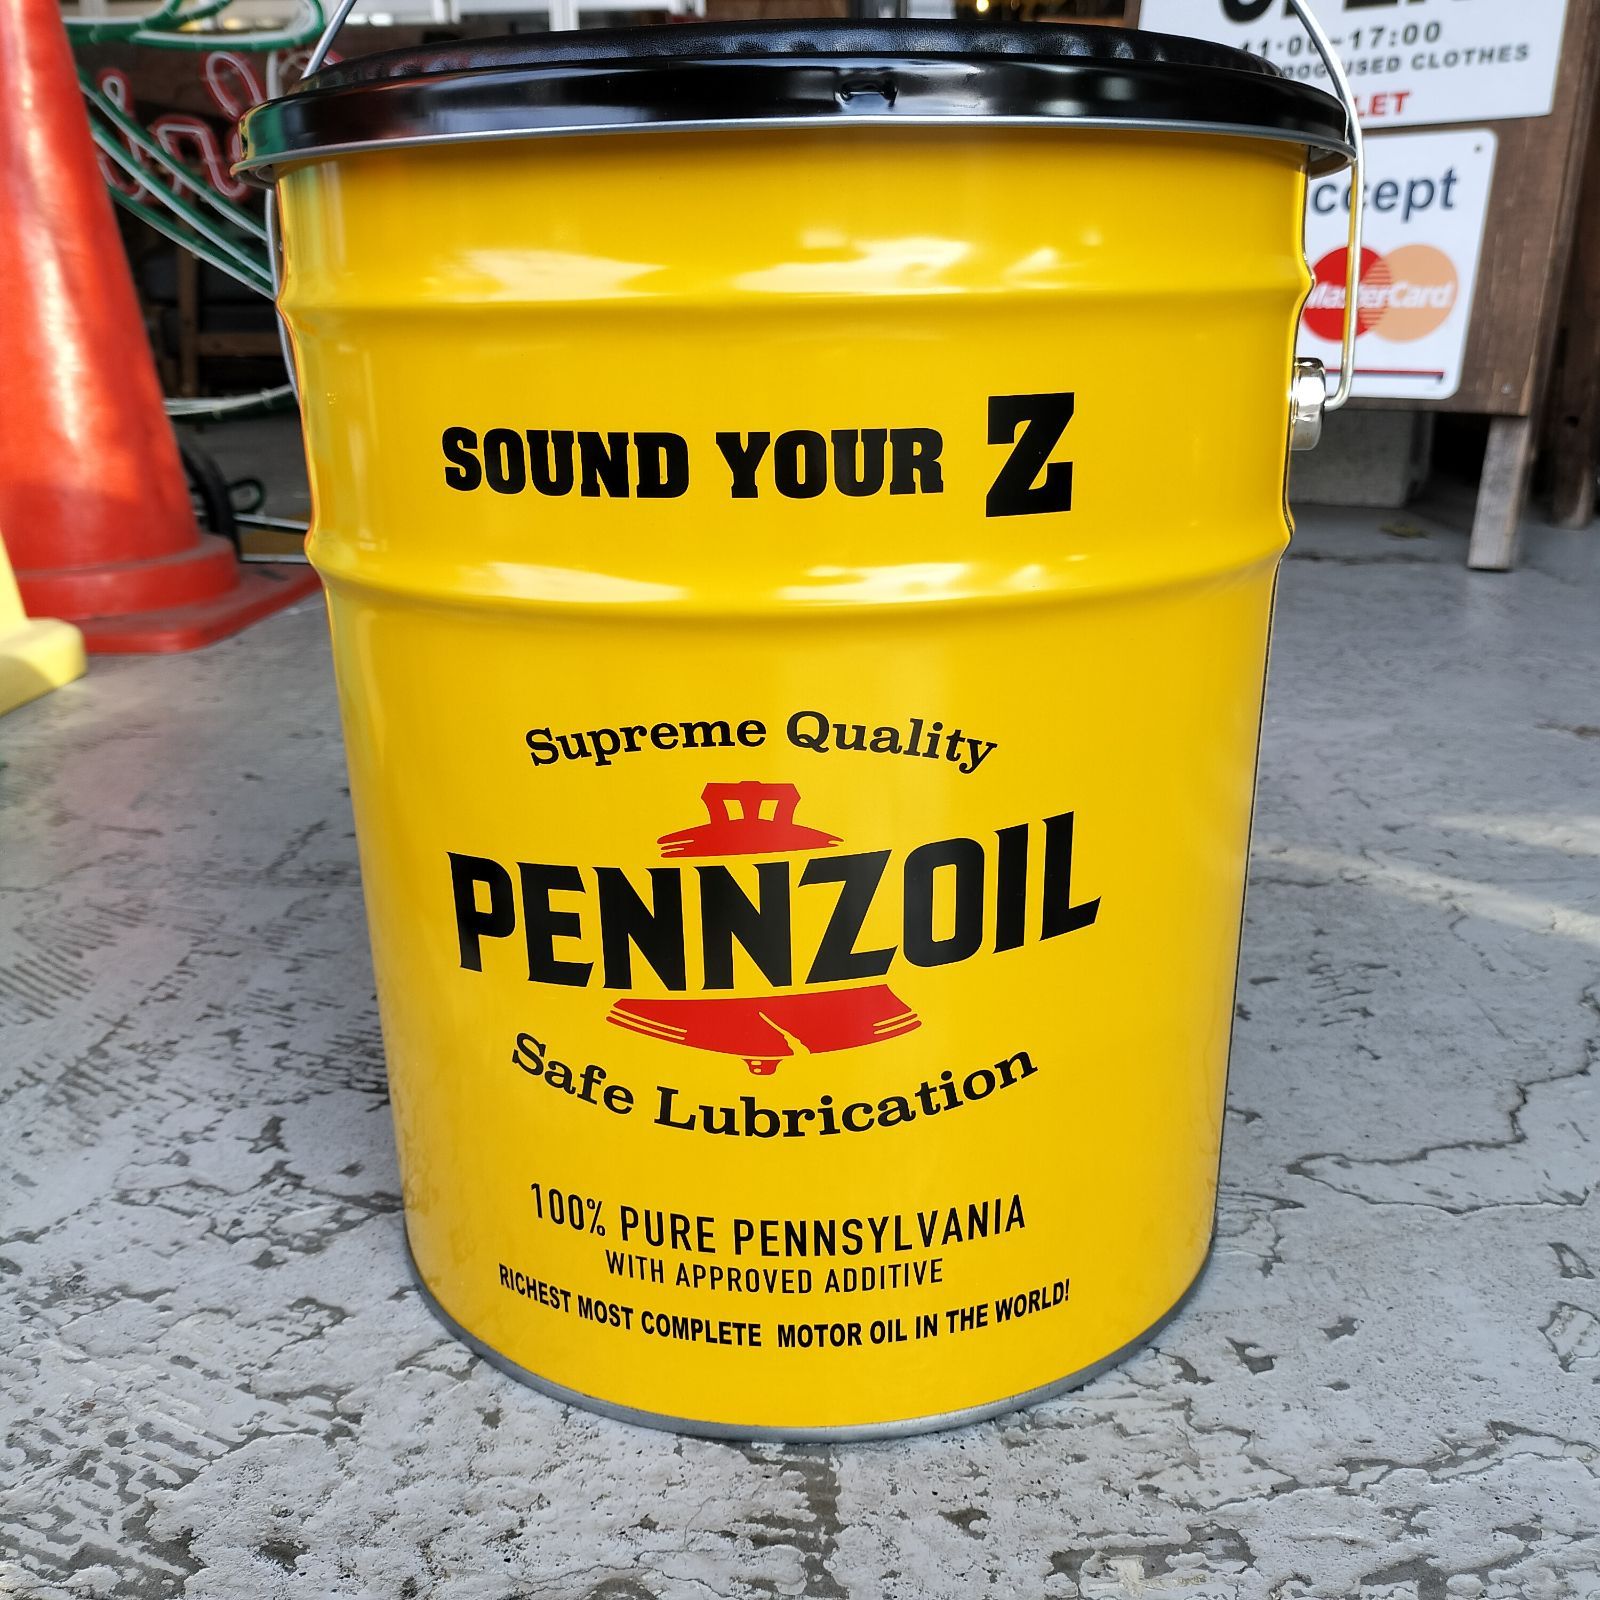 11:00~17:00
USED CLOTHES
SOUND YOUR Z
Supreme Quality
PENNZOIL
Safe Lubrication
100% PURE PENNSYLVANIA
WITH APPROVED ADDITIVE
RICHEST MOST COMPLETE MOTOR OIL IN THE WORLD!
MasterCard